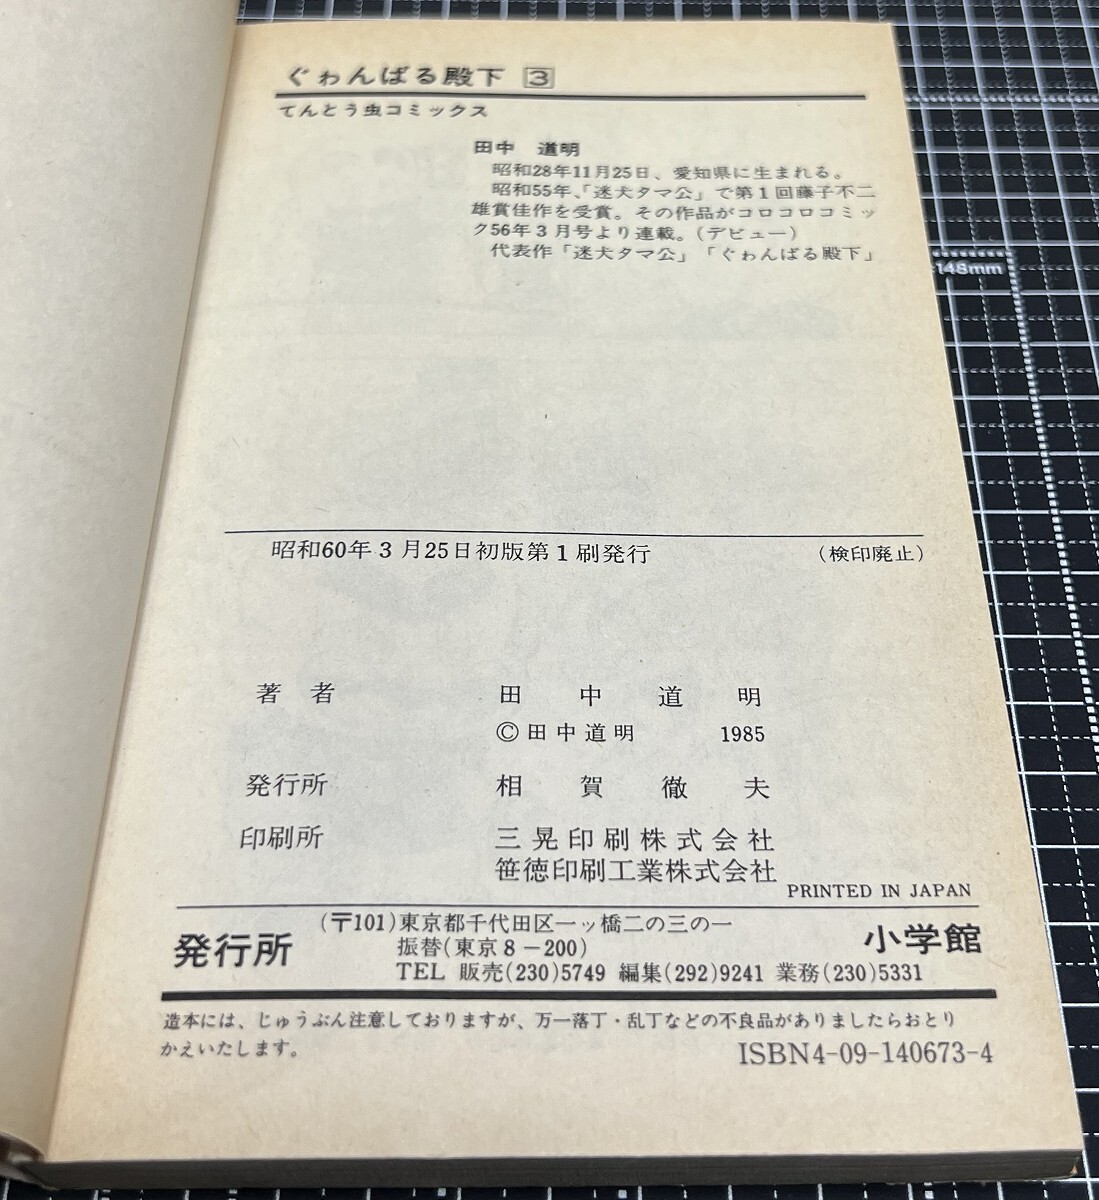 ぐゎんばる殿下 3
てんとう虫コミックス
田中 道明
昭和28年11月25日、愛知県に生まれる。
昭和55年、「迷犬タマ公」で第1回藤子不二
雄賞佳作を受賞。その作品がコロコロコミッ
ク56年3月号より連載。(デビュー)
代表作「迷犬タマ公」「ぐゎんばる殿下」
148mm
昭和60年3月25日初版第1刷発行 (検印廃止)
著者 田中道明
©田中道明 1985
発行所 相賀徹夫
印刷所 三晃印刷株式会社
笹徳印刷工業株式会社
PRINTED IN JAPAN
(〒101)東京都千代田区一ッ橋二の三の一
発行所 振替(東京8-200) 小学館
TEL 販売(230)5749 編集(292)9241 業務(230)5331
造本には、じゅうぶん注意しておりますが、万一落丁・乱丁などの不良品がありましたらおとり
かえいたします。
ISBN4-09-140673-4